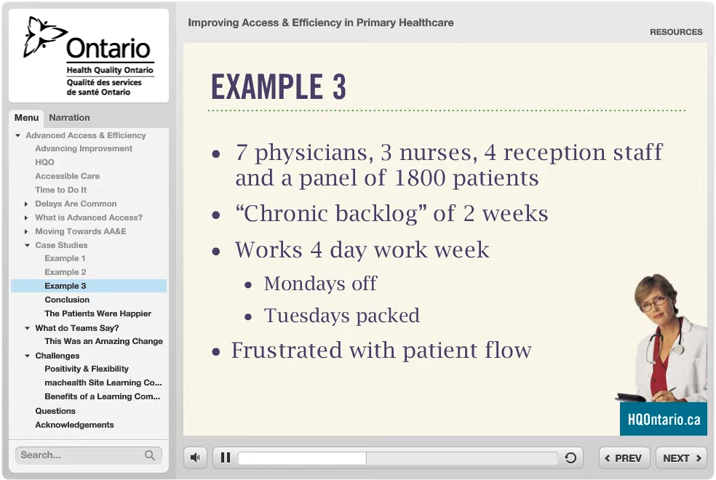 Ontario
Health Quality Ontario
Qualité des services
de santé Ontario
Improving Access & Efficiency in Primary Healthcare
RESOURCES
Menu
Narration
Advanced Access & Efficiency
Advancing Improvement
HQO
Accessible Care
Time to Do It
Delays Are Common
What is Advanced Access?
Moving Towards AA&E
Case Studies
Example 1
Example 2
Example 3
Conclusion
The Patients Were Happier
What do Teams Say?
This Was an Amazing Change
Challenges
Positivity & Flexibility
machealth Site Learning Co...
Benefits of a Learning Com...
Questions
Acknowledgements
Search...
EXAMPLE 3
• 7 physicians, 3 nurses, 4 reception staff
and a panel of 1800 patients
• “Chronic backlog” of 2 weeks
• Works 4 day work week
• Mondays off
• Tuesdays packed
• Frustrated with patient flow
HQOntario.ca
PREV
NEXT